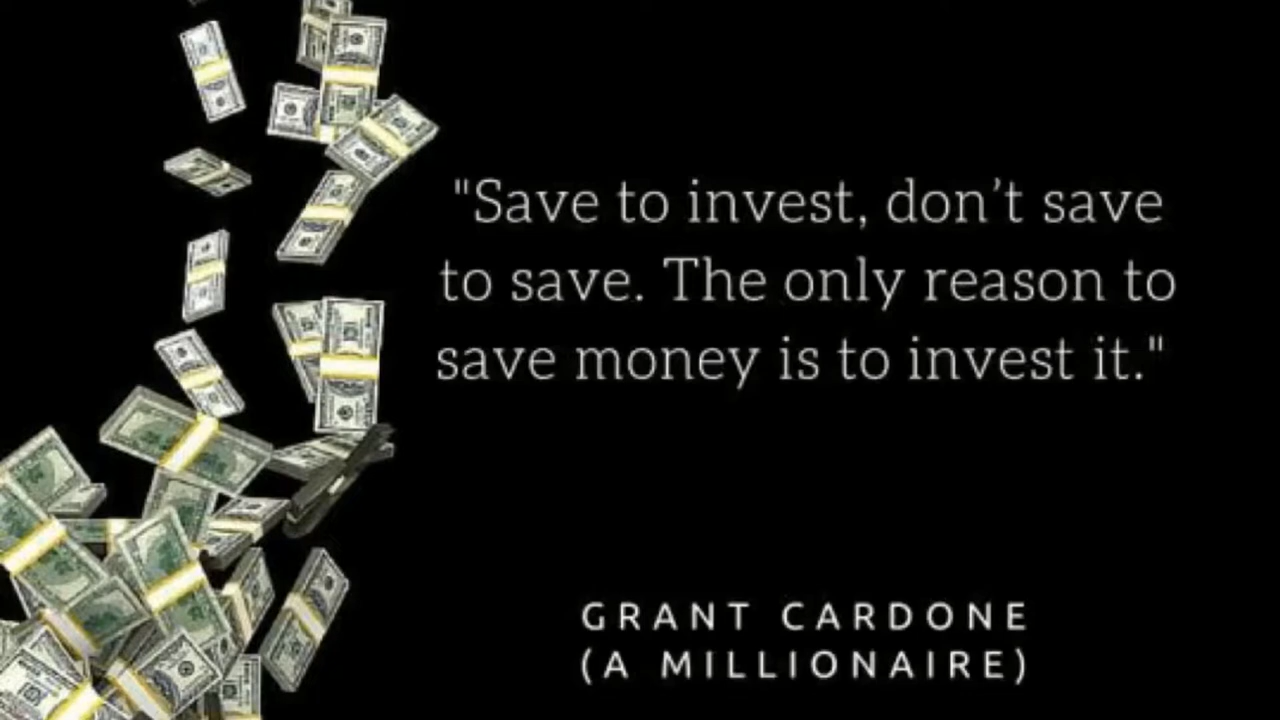 "Save to invest, don’t save
to save. The only reason to
save money is to invest it."
GRANT CARDONE
(A MILLIONAIRE)